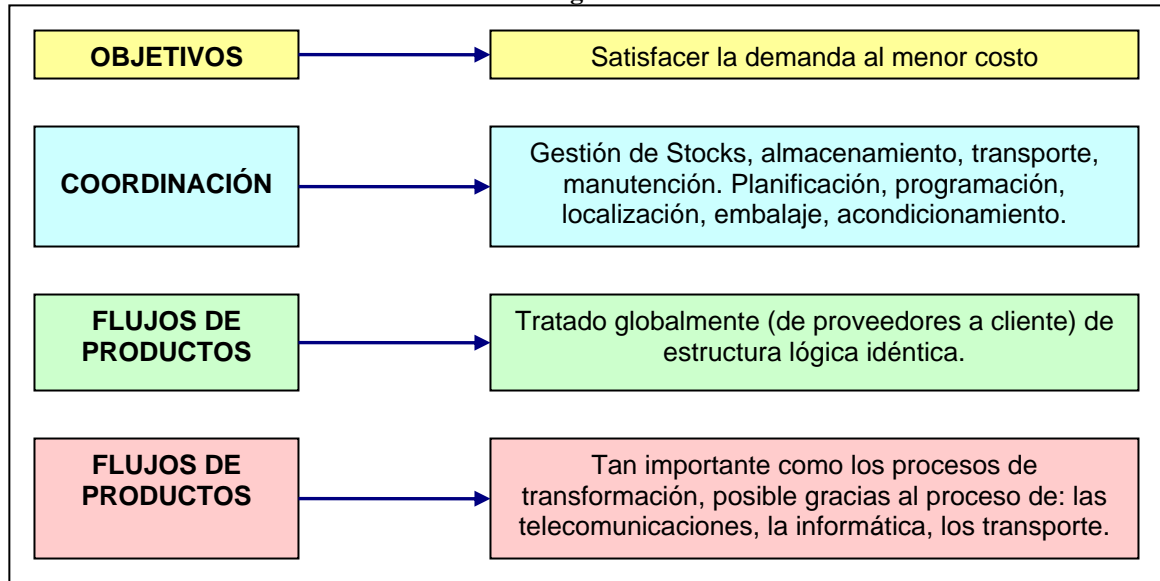 OBJETIVOS
Satisfacer la demanda al menor costo
COORDINACIÓN
Gestión de Stocks, almacenamiento, transporte,
manutención. Planificación, programación,
localización, embalaje, acondicionamiento.
FLUJOS DE
PRODUCTOS
Tratado globalmente (de proveedores a cliente) de
estructura lógica idéntica.
FLUJOS DE
PRODUCTOS
Tan importante como los procesos de
transformación, posible gracias al proceso de: las
telecomunicaciones, la informática, los transporte.